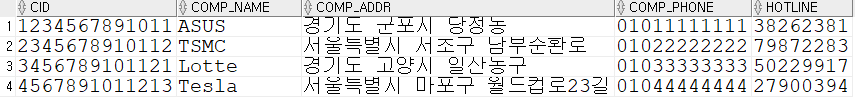 CID COMP_NAME COMP_ADDR COMP_PHONE HOTLINE
1 1234567891011 ASUS 경기도 군포시 당정농 01011111111 38262381
2 2345678910112 TSMC 서울특별시 서조구 남부순환로 01022222222 79872283
3 3456789101121 Lotte 경기도 고양시 일산농구 01033333333 50229917
4 4567891011213 Tesla 서울특별시 마포구 월드컵로23길 01044444444 27900394